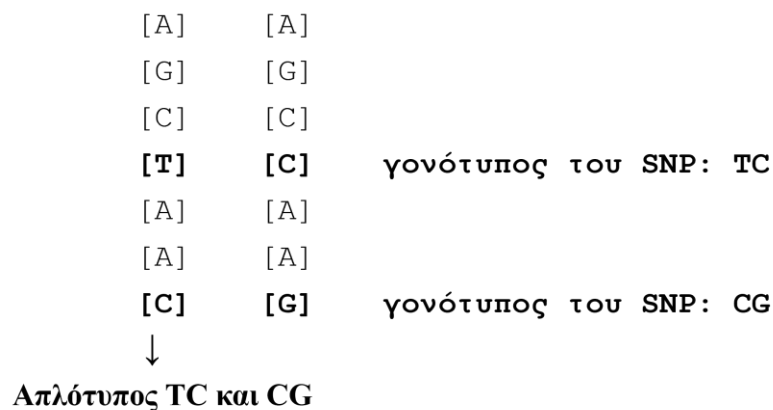 [A] [A]
[G] [G]
[C] [C]
[T] [C] γονότυπος του SNP: TC
[A] [A]
[A] [A]
[C] [G] γονότυπος του SNP: CG
↓
Απλότυπος TC και CG